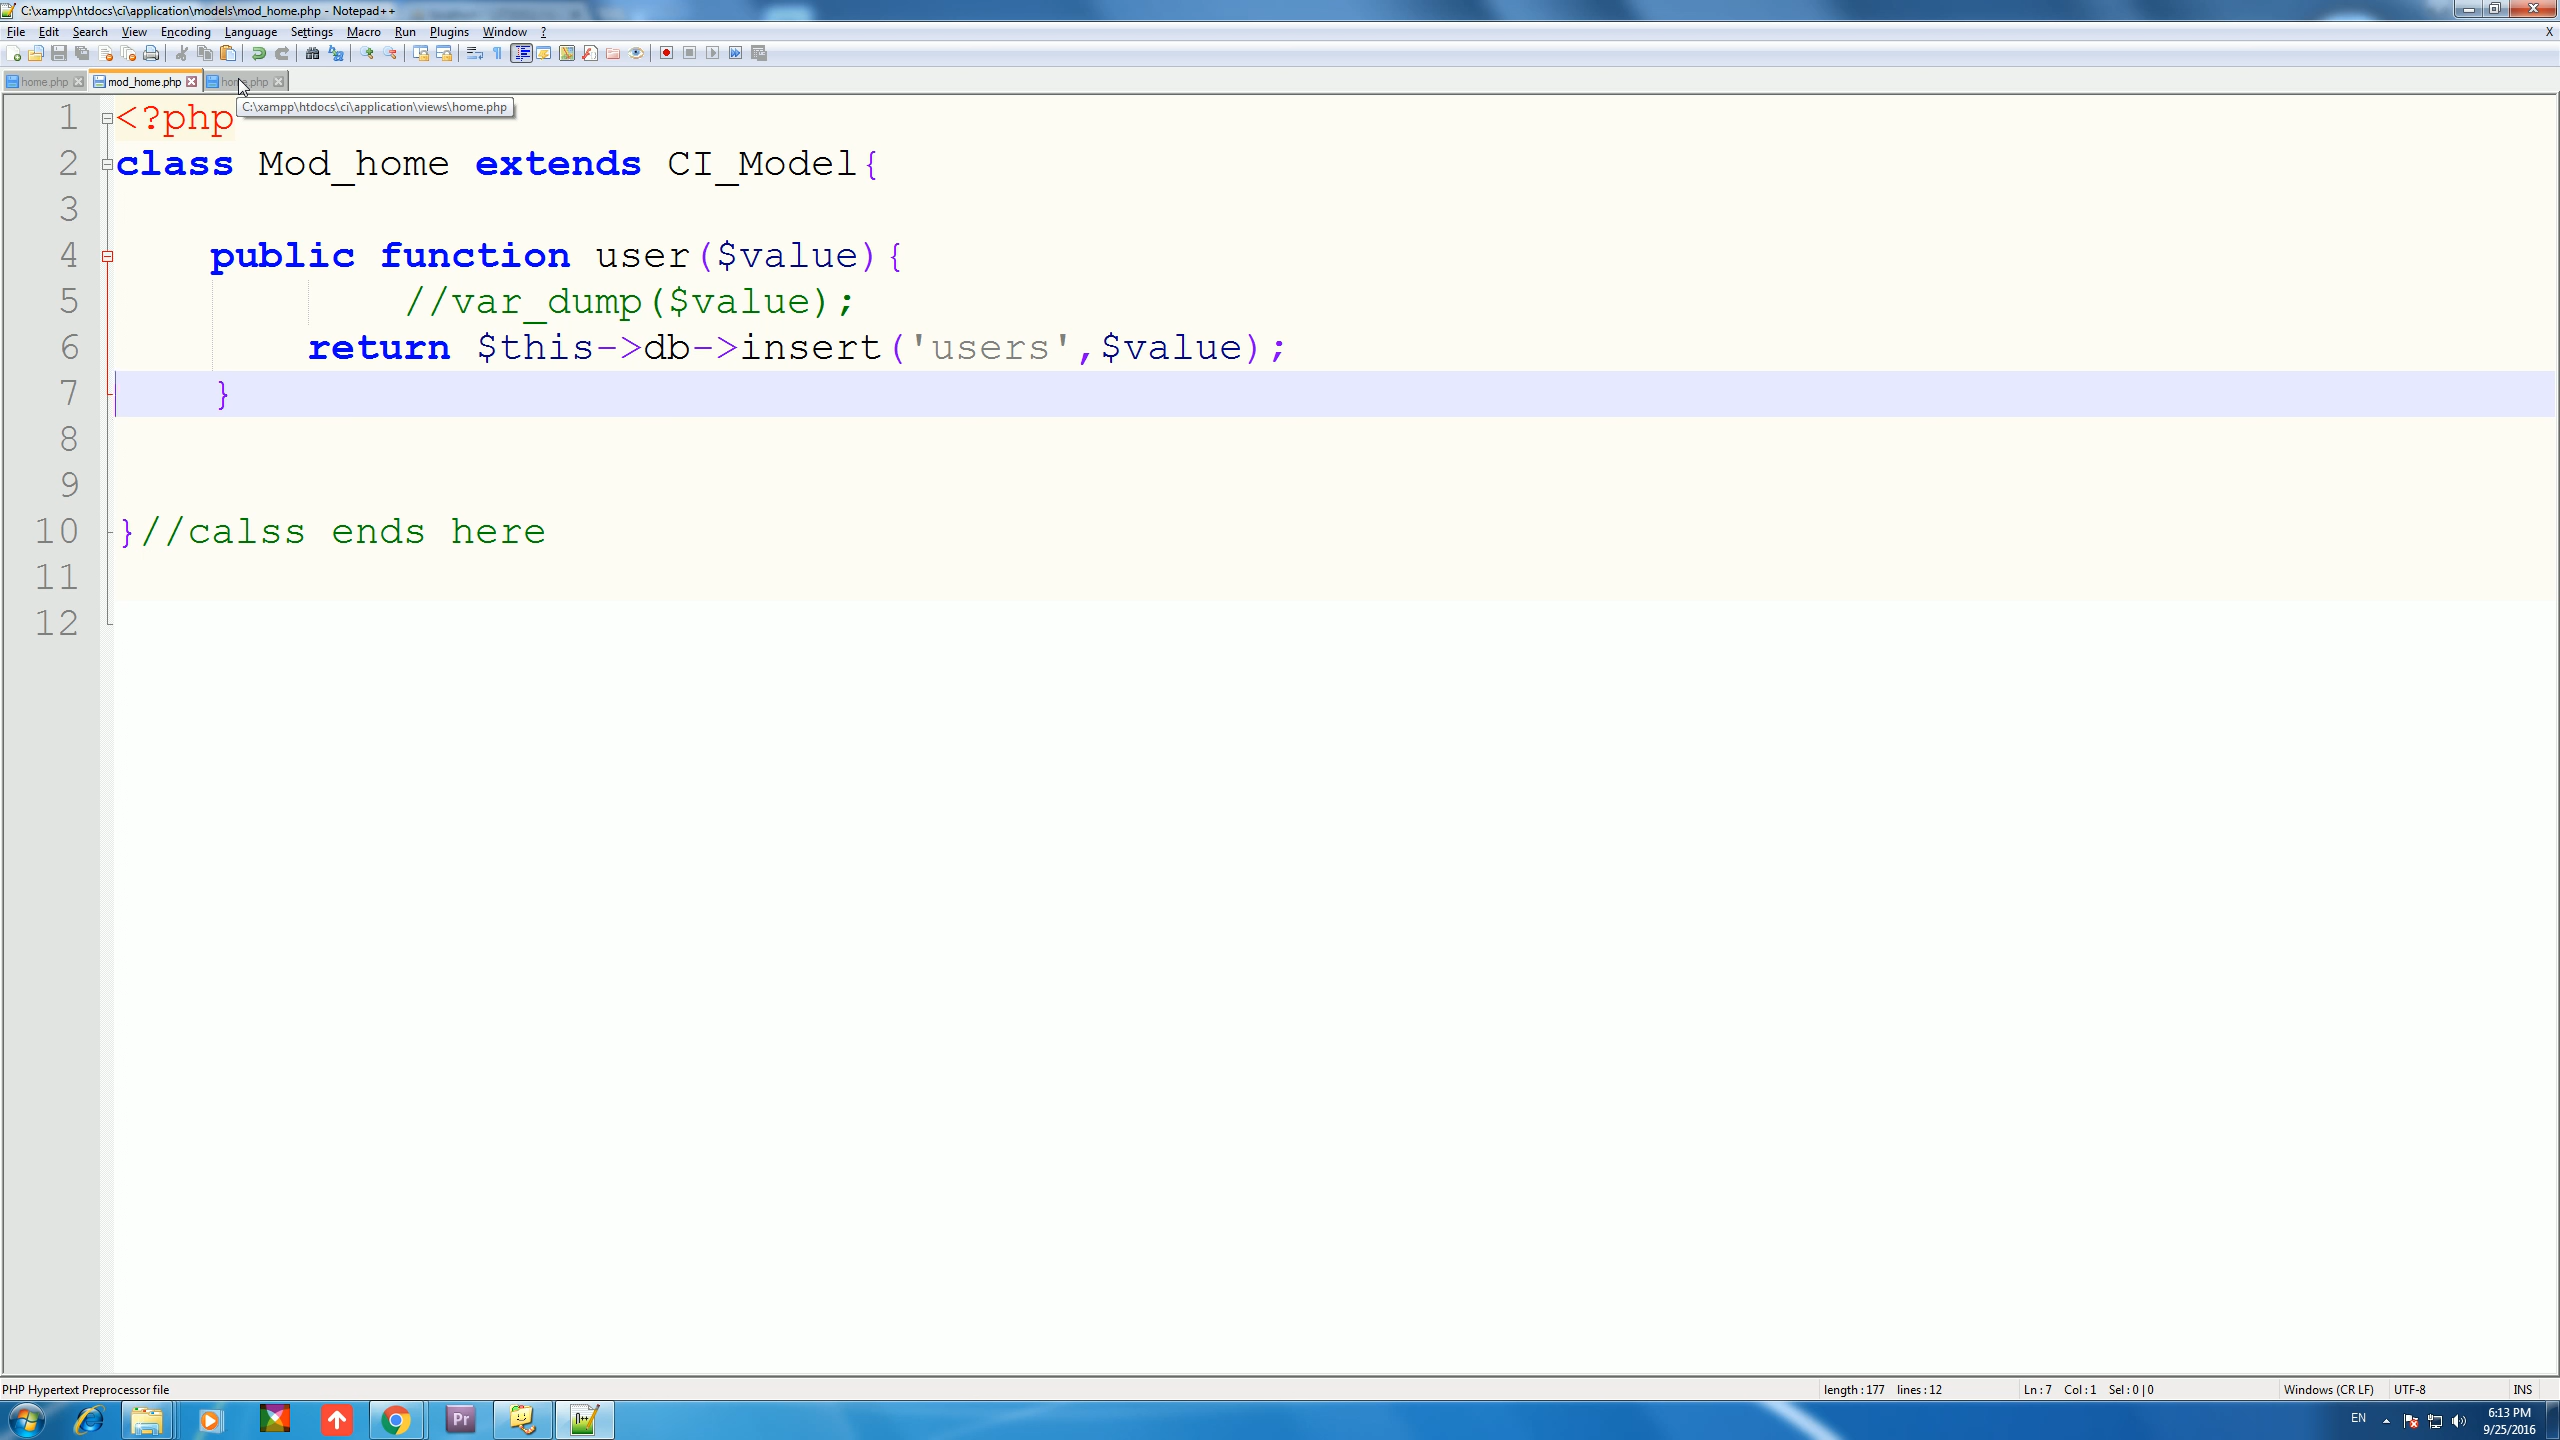 C:\xampp\htdocs\ci\application\models\mod_home.php - Notepad++
File Edit Search View Encoding Language Settings Macro Run Plugins Window ? X
home.php mod_home.php home.php
C:\xampp\htdocs\ci\application\views\home.php
1 <?php
2 class Mod_home extends CI_Model{
3
4 public function user($value){
5 //var_dump($value);
6 return $this->db->insert('users',$value);
7 }
8
9
10 }//calss ends here
11
12
PHP Hypertext Preprocessor file length : 177 lines : 12 Ln : 7 Col : 1 Sel : 0 | 0 Windows (CR LF) UTF-8 INS
Pr EN 6:13 PM
9/25/2016